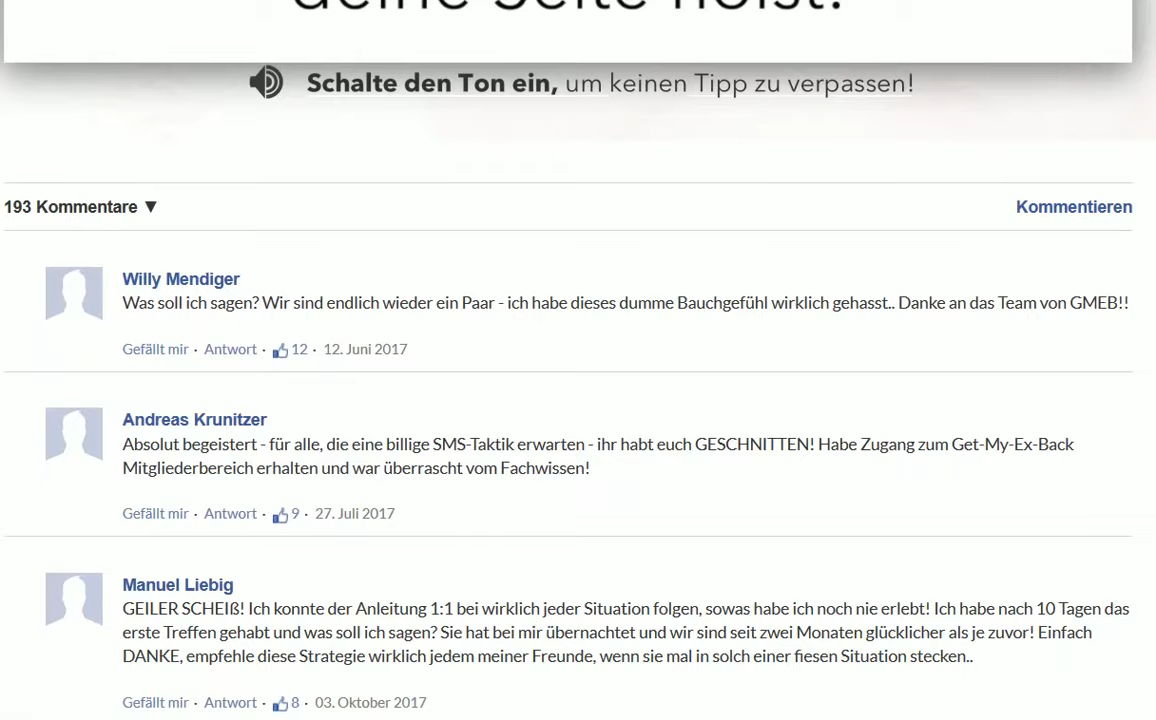 deine Seite holst!
Schalte den Ton ein, um keinen Tipp zu verpassen!
193 Kommentare ▼
Kommentieren
Willy Mendiger
Was soll ich sagen? Wir sind endlich wieder ein Paar - ich habe dieses dumme Bauchgefühl wirklich gehasst.. Danke an das Team von GMEB!!
Gefällt mir · Antwort · 12 · 12. Juni 2017
Andreas Krunitzer
Absolut begeistert - für alle, die eine billige SMS-Taktik erwarten - ihr habt euch GESCHNITTEN! Habe Zugang zum Get-My-Ex-Back
Mitgliederbereich erhalten und war überrascht vom Fachwissen!
Gefällt mir · Antwort · 9 · 27. Juli 2017
Manuel Liebig
GEILER SCHEIß! Ich konnte der Anleitung 1:1 bei wirklich jeder Situation folgen, sowas habe ich noch nie erlebt! Ich habe nach 10 Tagen das
erste Treffen gehabt und was soll ich sagen? Sie hat bei mir übernachtet und wir sind seit zwei Monaten glücklicher als je zuvor! Einfach
DANKE, empfehle diese Strategie wirklich jedem meiner Freunde, wenn sie mal in solch einer fiesen Situation stecken..
Gefällt mir · Antwort · 8 · 03. Oktober 2017